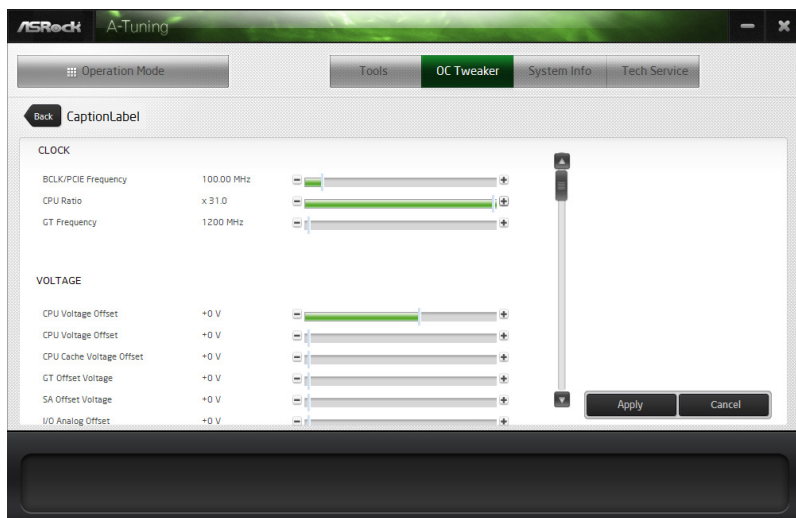 ASRock A-Tuning
Operation Mode Tools OC Tweaker System Info Tech Service
Back CaptionLabel
CLOCK
BCLK/PCIE Frequency 100.00 MHz
CPU Ratio x 31.0
GT Frequency 1200 MHz
VOLTAGE
CPU Voltage Offset +0 V
CPU Voltage Offset +0 V
CPU Cache Voltage Offset +0 V
GT Offset Voltage +0 V
SA Offset Voltage +0 V
I/O Analog Offset +0 V
Apply Cancel